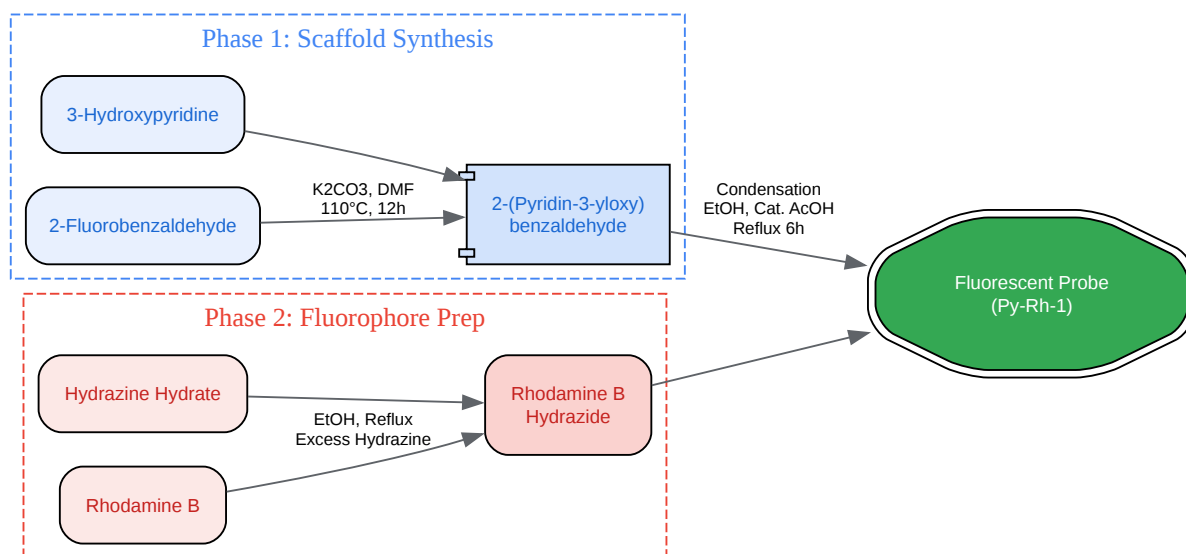 Phase 1: Scaffold Synthesis
3-Hydroxypyridine
2-Fluorobenzaldehyde
K2CO3, DMF
110°C, 12h
2-(Pyridin-3-yloxy)
benzaldehyde
Condensation
EtOH, Cat. AcOH
Reflux 6h
Fluorescent Probe
(Py-Rh-1)
Phase 2: Fluorophore Prep
Hydrazine Hydrate
Rhodamine B
EtOH, Reflux
Excess Hydrazine
Rhodamine B
Hydrazide